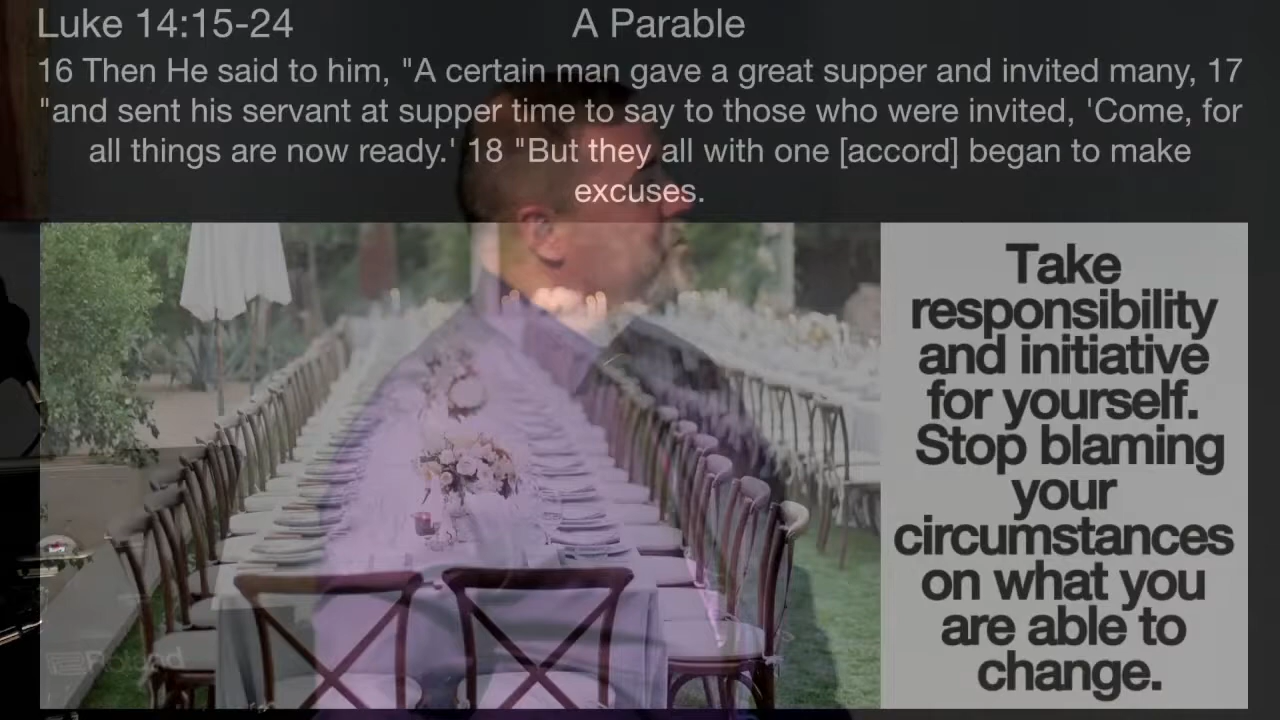 Luke 14:15-24 A Parable
16 Then He said to him, "A certain man gave a great supper and invited many, 17
"and sent his servant at supper time to say to those who were invited, 'Come, for
all things are now ready.' 18 "But they all with one [accord] began to make
excuses.
Take
responsibility
and initiative
for yourself.
Stop blaming
your
circumstances
on what you
are able to
change.
Roland